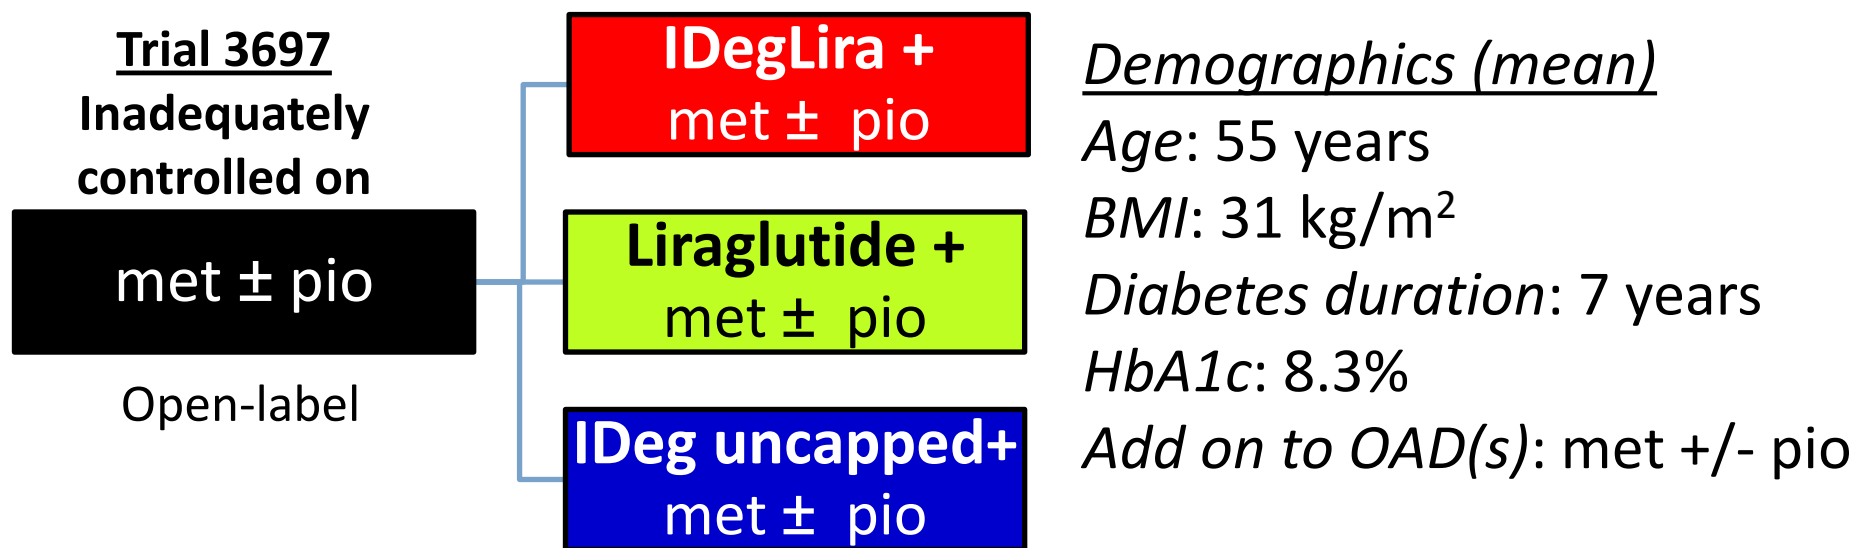 Trial 3697
Inadequately
controlled on
met ± pio
Open-label
IDegLira +
met ±  pio
Liraglutide +
met ±  pio
IDeg uncapped+
met ±  pio
Demographics (mean)
Age: 55 years
BMI: 31 kg/m²
Diabetes duration: 7 years
HbA1c: 8.3%
Add on to OAD(s): met +/- pio